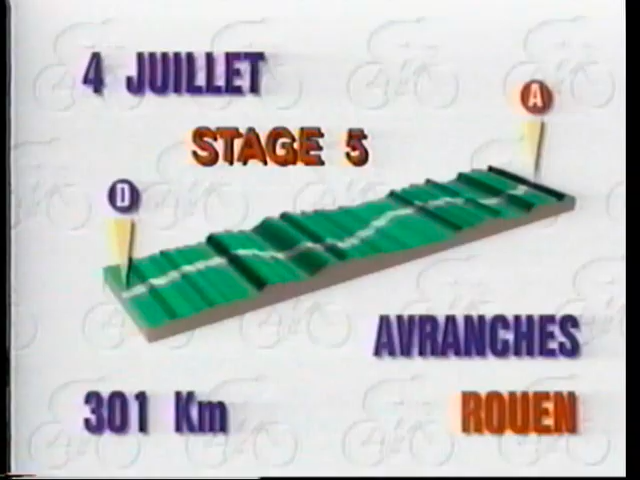 4 JUILLET
A
STAGE 5
D
AVRANCHES
301 Km
ROUEN